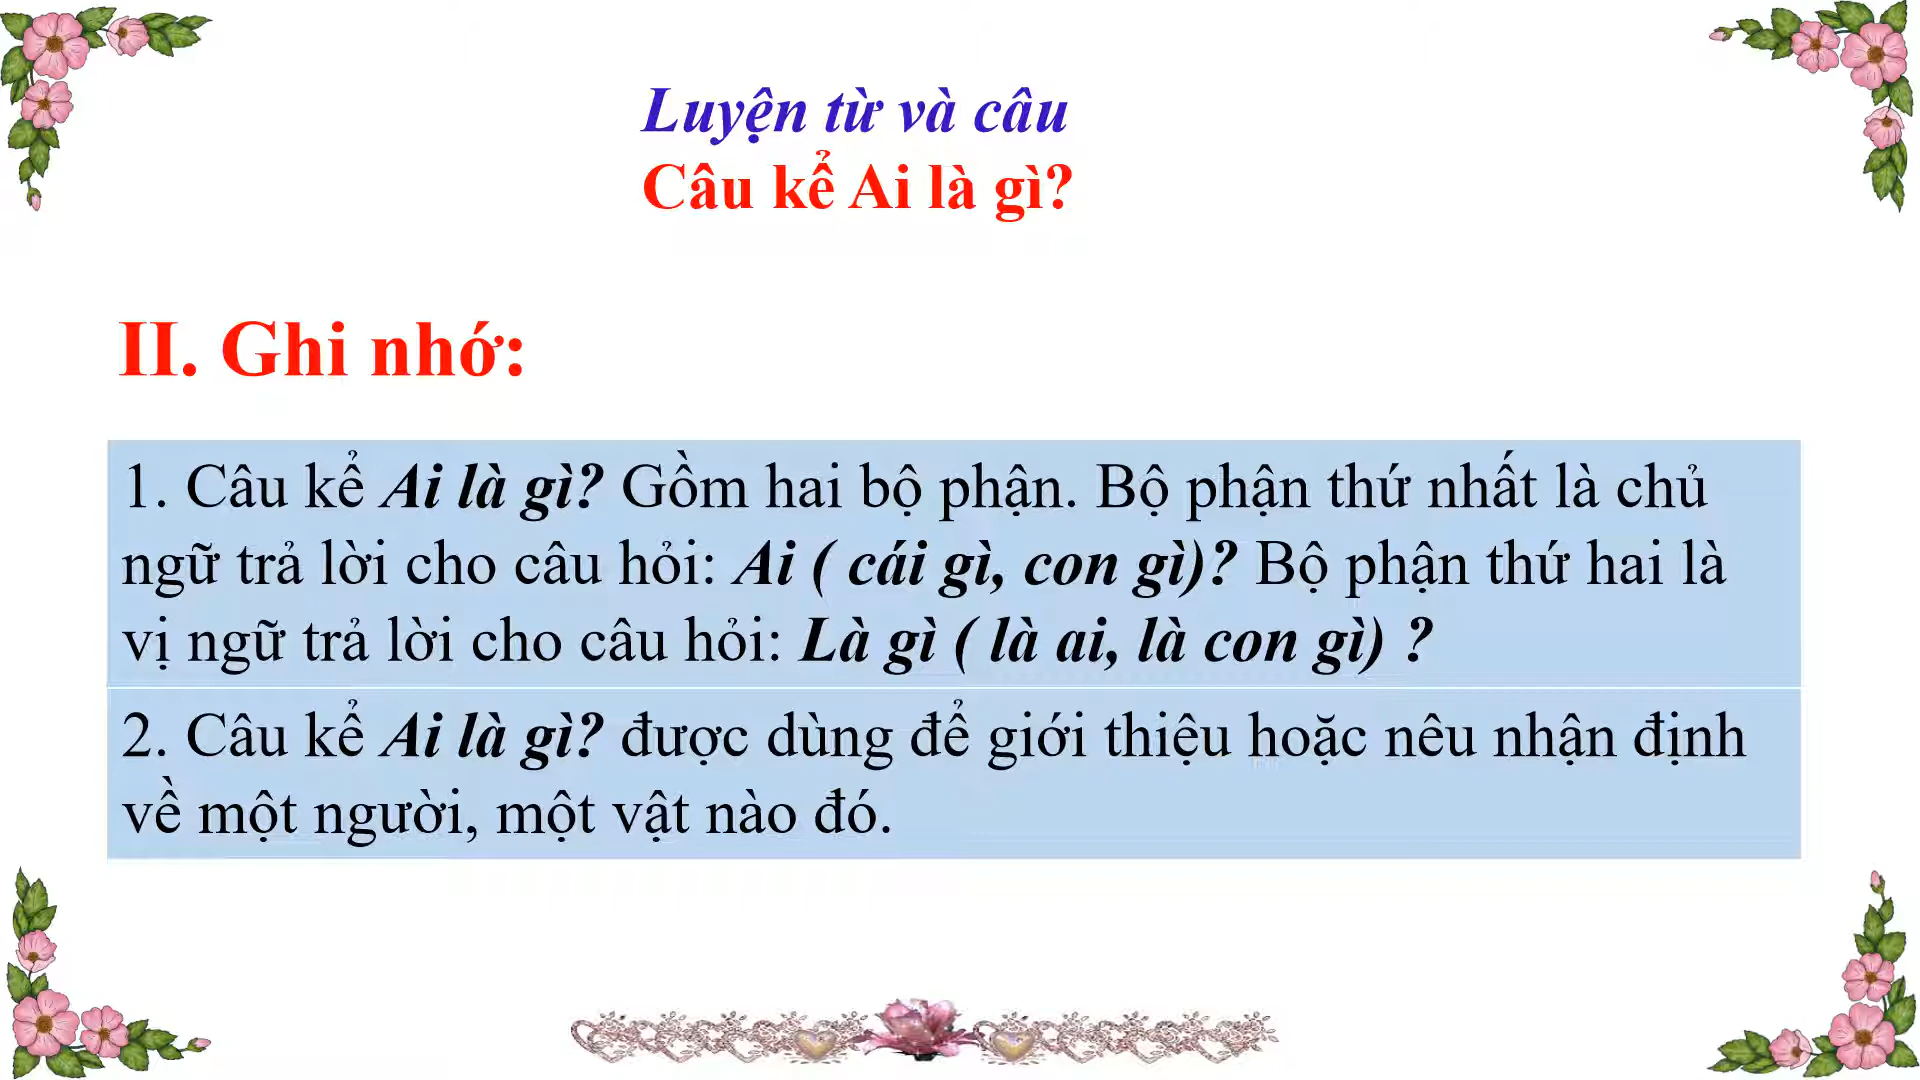 Luyện từ và câu
Câu kể Ai là gì?
II. Ghi nhớ:
1. Câu kể Ai là gì? Gồm hai bộ phận. Bộ phận thứ nhất là chủ
ngữ trả lời cho câu hỏi: Ai ( cái gì, con gì)? Bộ phận thứ hai là
vị ngữ trả lời cho câu hỏi: Là gì ( là ai, là con gì) ?
2. Câu kể Ai là gì? được dùng để giới thiệu hoặc nêu nhận định
về một người, một vật nào đó.